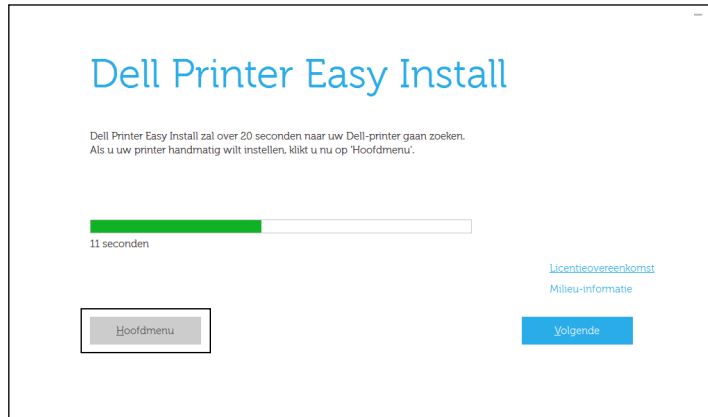 Dell Printer Easy Install
Dell Printer Easy Install zal over 20 seconden naar uw Dell-printer gaan zoeken.
Als u uw printer handmatig wilt instellen, klikt u nu op 'Hoofdmenu'.
11 seconden
Licentieovereenkomst
Milieu-informatie
Hoofdmenu
Volgende